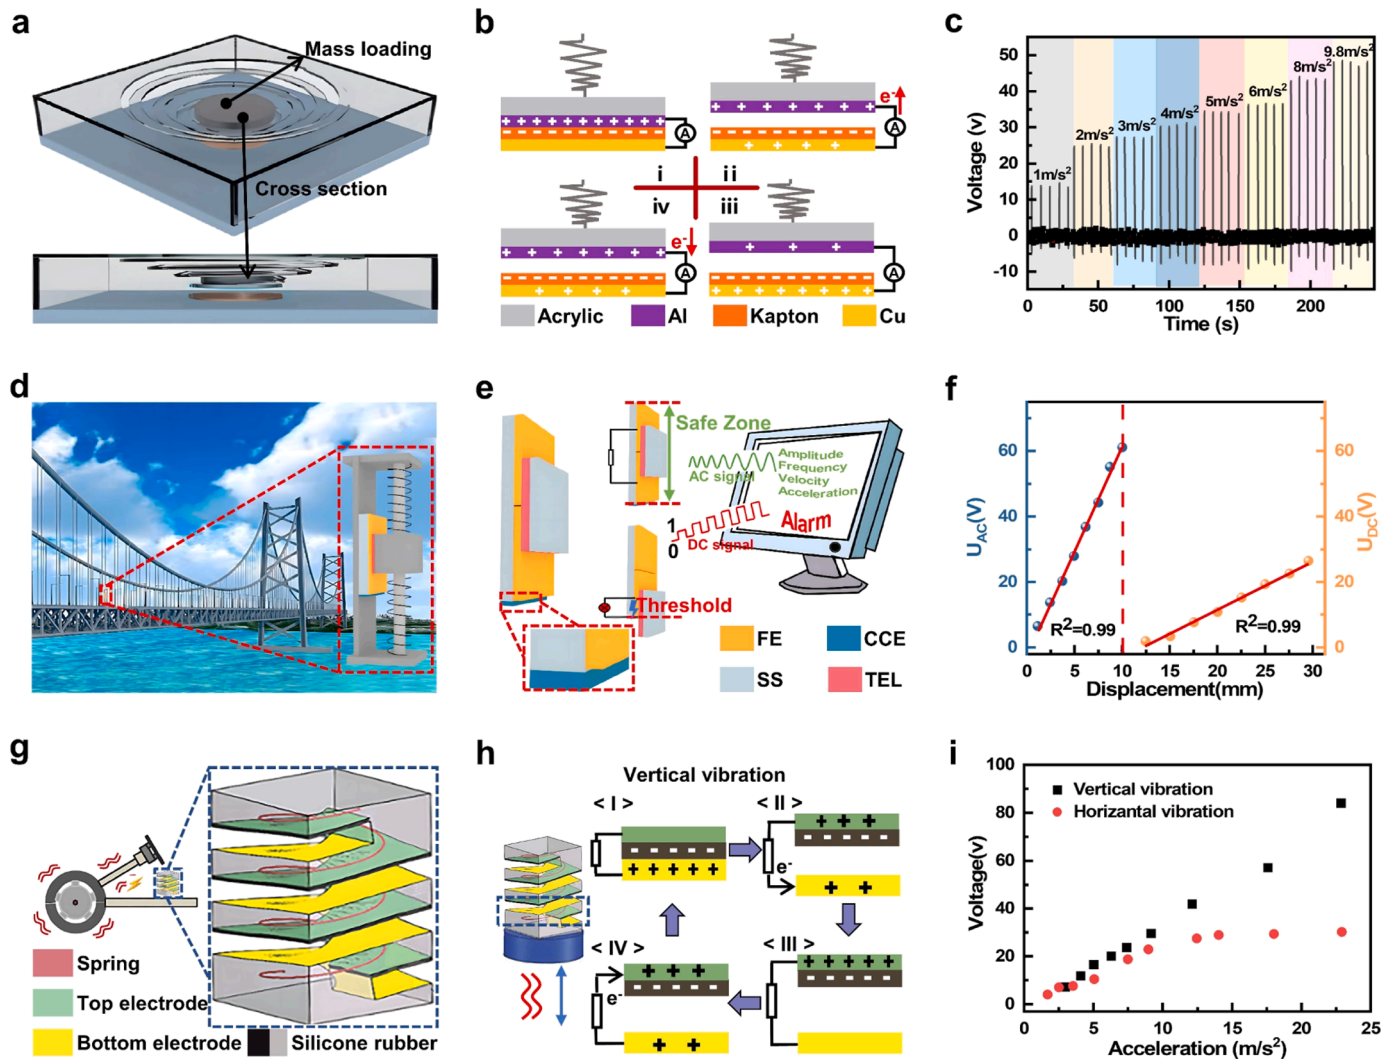 a
Mass loading
Cross section
b
e-
A
A
i
ii
iv
iii
e-
A
A
Acrylic
Al
Kapton
Cu
c
Voltage (v)
50
40
30
20
10
0
-10
1m/s²
2m/s²
3m/s²
4m/s²
5m/s²
6m/s²
8m/s²
9.8m/s²
0
50
100
150
200
Time (s)
d
e
Safe Zone
AC signal
Amplitude
Frequency
Velocity
Acceleration
Alarm
1
0
DC signal
Threshold
FE
CCE
SS
TEL
f
U_AC(V)
60
40
20
0
R²=0.99
R²=0.99
60
40
20
0
U_DC(V)
0
5
10
15
20
25
30
Displacement(mm)
g
Spring
Top electrode
Bottom electrode
Silicone rubber
h
Vertical vibration
< I >
< II >
e-
< IV >
< III >
e-
i
Voltage(v)
100
80
60
40
20
0
Vertical vibration
Horizantal vibration
0
5
10
15
20
25
Acceleration (m/s²)